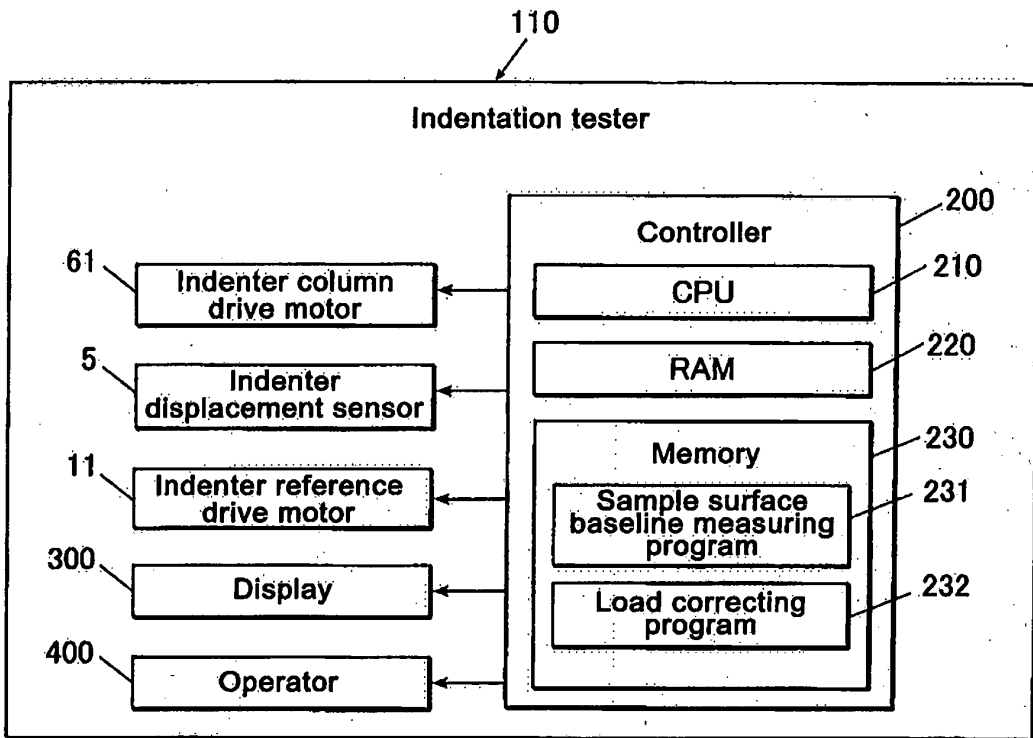 110
Indentation tester
200
Controller
61
Indenter column
drive motor
210
CPU
5
Indenter
displacement sensor
220
RAM
230
Memory
11
Indenter reference
drive motor
231
Sample surface
baseline measuring
program
300
Display
232
Load correcting
program
400
Operator